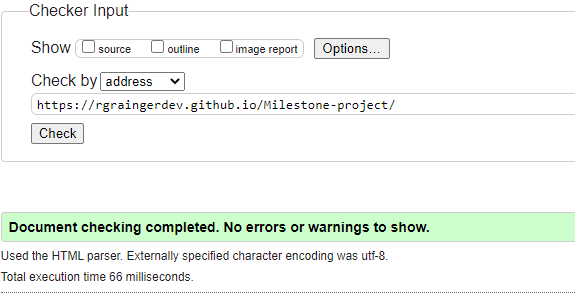 Checker Input
Show source outline image report Options...
Check by address
https://rgraingerdev.github.io/Milestone-project/
Check
Document checking completed. No errors or warnings to show.
Used the HTML parser. Externally specified character encoding was utf-8.
Total execution time 66 milliseconds.